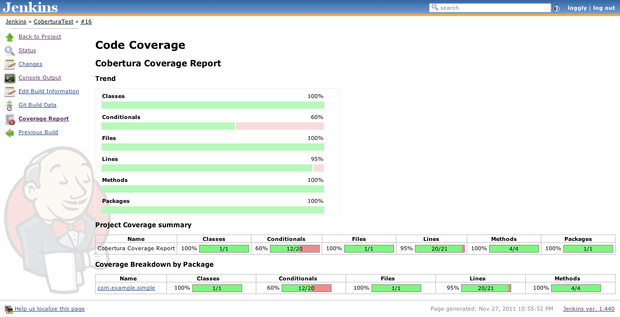 Jenkins
search
loggly | log out
Jenkins » CoberturaTest » #16
Back to Project
Status
Changes
Console Output
Edit Build Information
Git Build Data
Coverage Report
Previous Build
Code Coverage
Cobertura Coverage Report
Trend
Classes 100%
Conditionals 60%
Files 100%
Lines 95%
Methods 100%
Packages 100%
Project Coverage summary
Name Classes Conditionals Files Lines Methods Packages
Cobertura Coverage Report 100% 1/1 60% 12/20 100% 1/1 95% 20/21 100% 4/4 100% 1/1
Coverage Breakdown by Package
Name Classes Conditionals Files Lines Methods
com.example.simple 100% 1/1 60% 12/20 100% 1/1 95% 20/21 100% 4/4
Help us localize this page
Page generated: Nov 27, 2011 10:55:52 PM Jenkins ver. 1.440